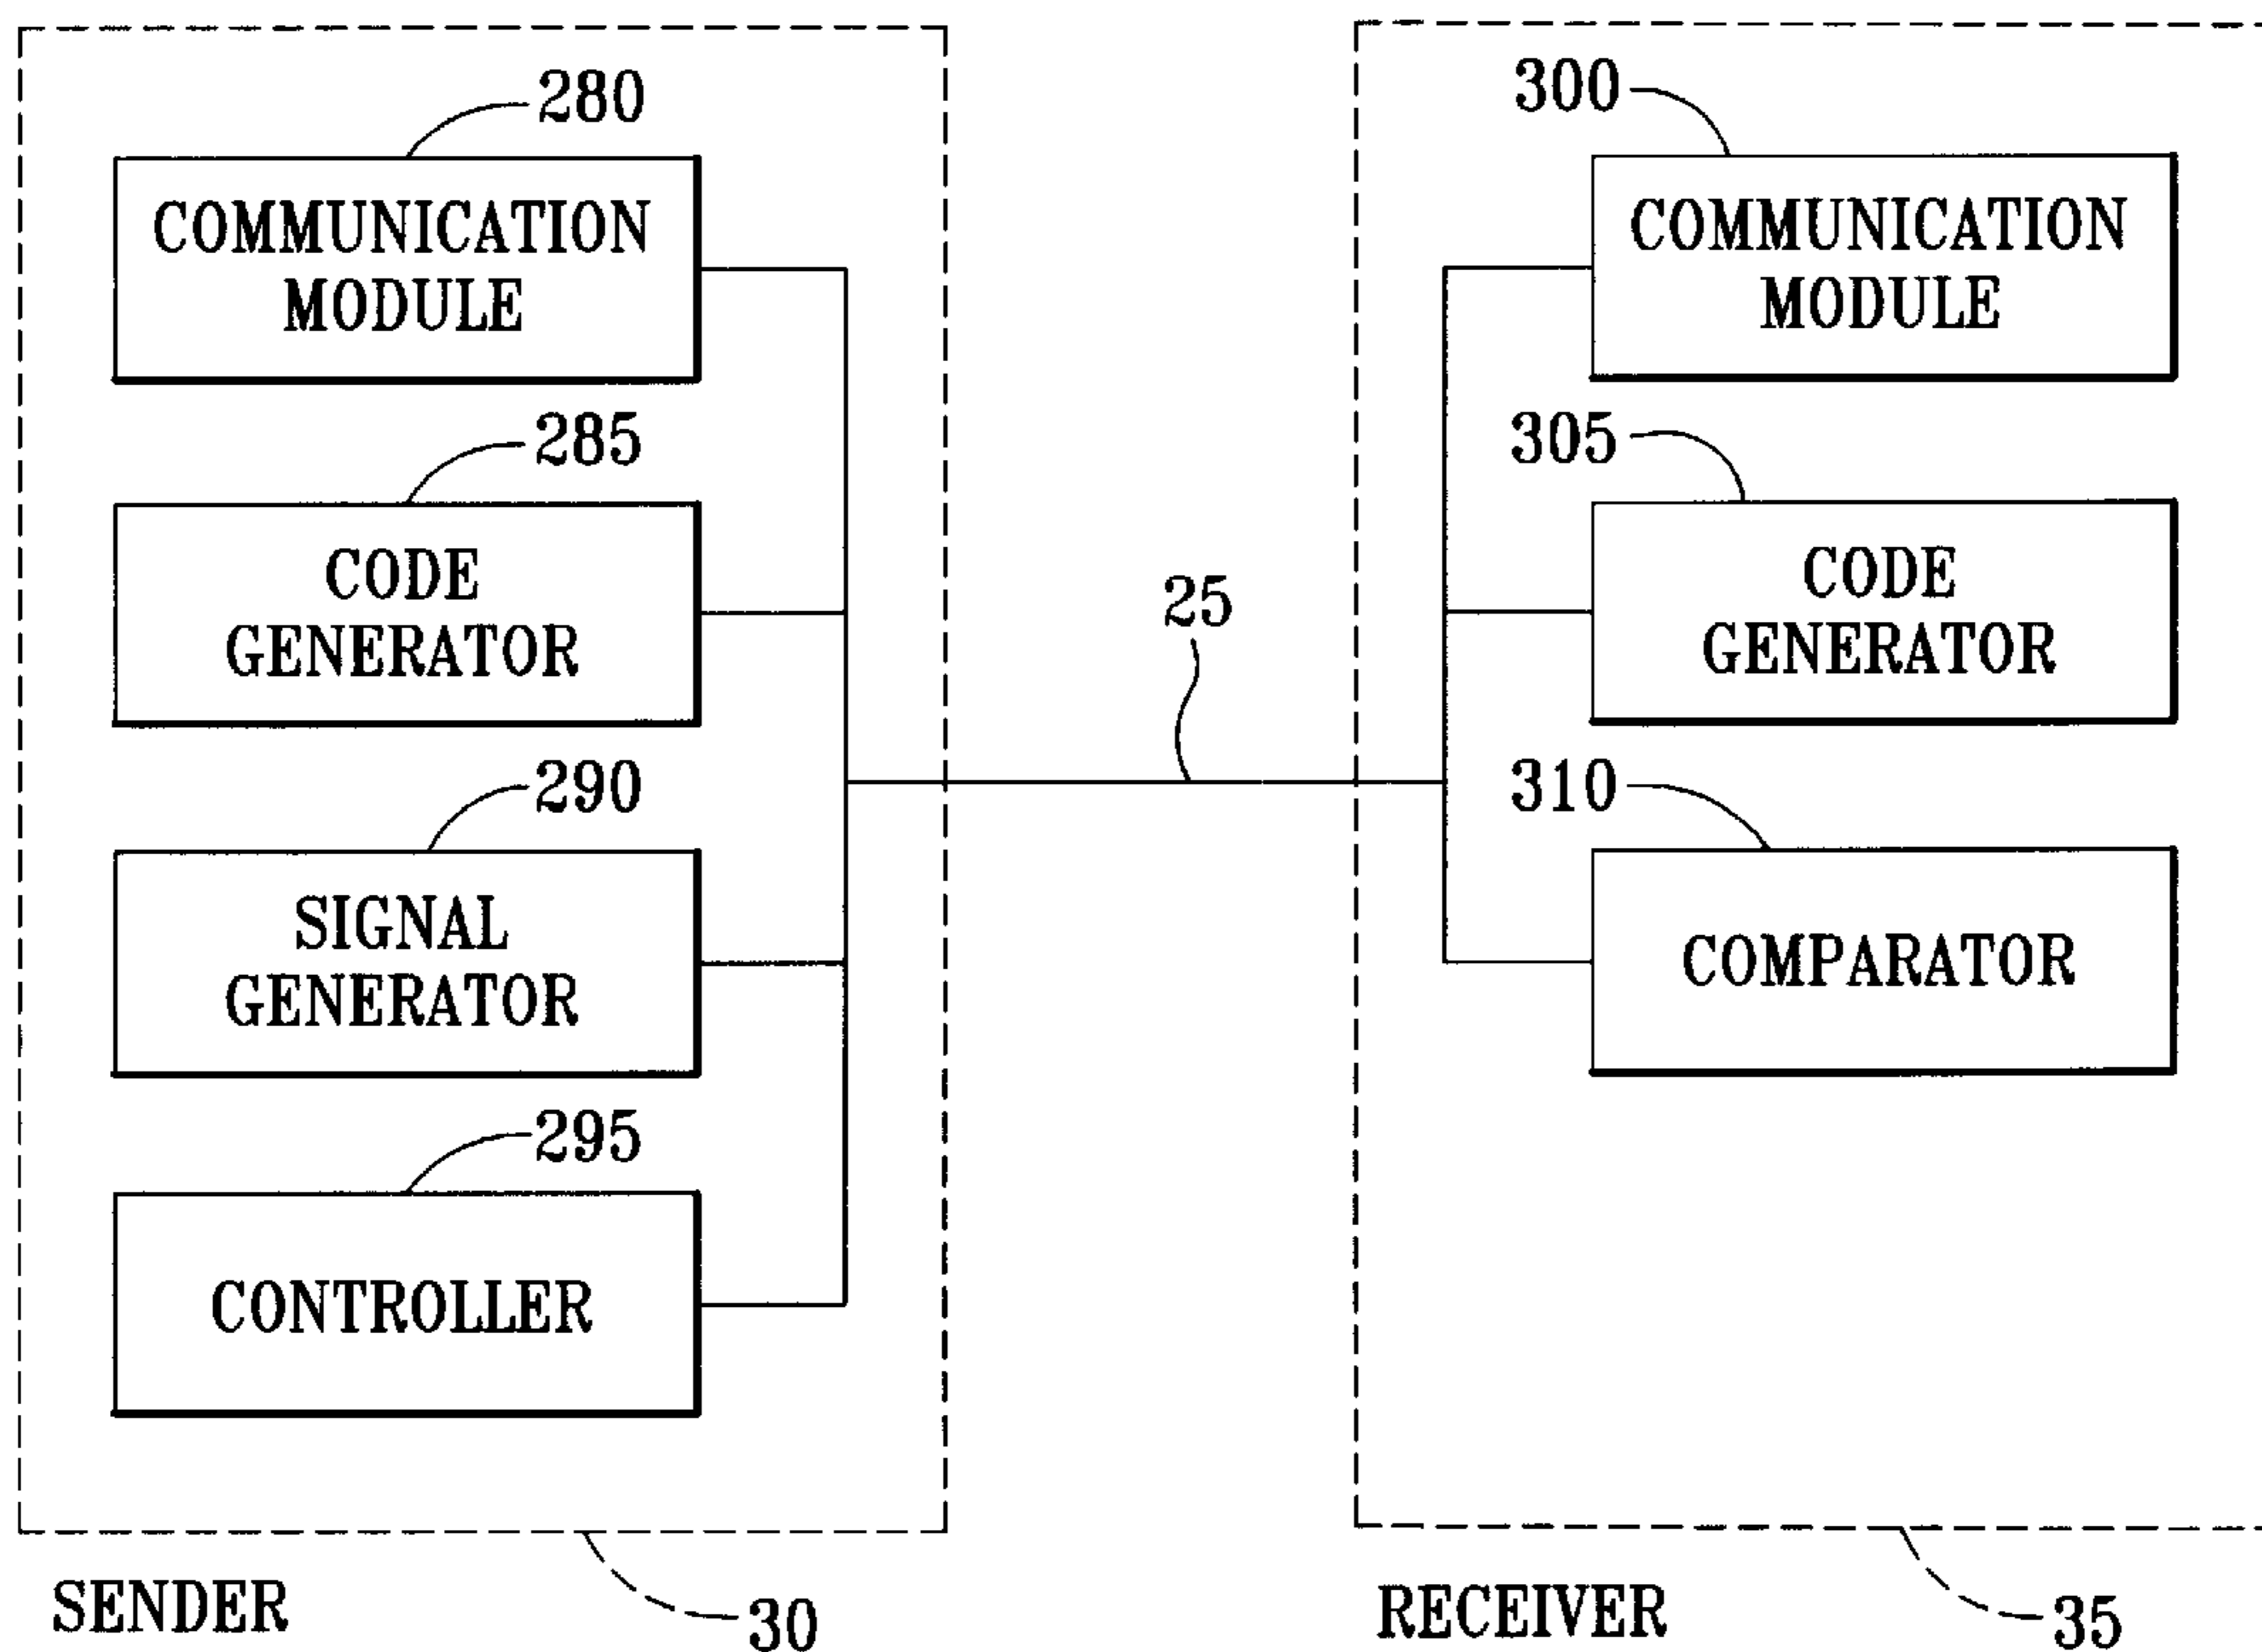 280
COMMUNICATION
MODULE
285
CODE
GENERATOR
290
SIGNAL
GENERATOR
295
CONTROLLER
SENDER
30
25
300
COMMUNICATION
MODULE
305
CODE
GENERATOR
310
COMPARATOR
RECEIVER
35